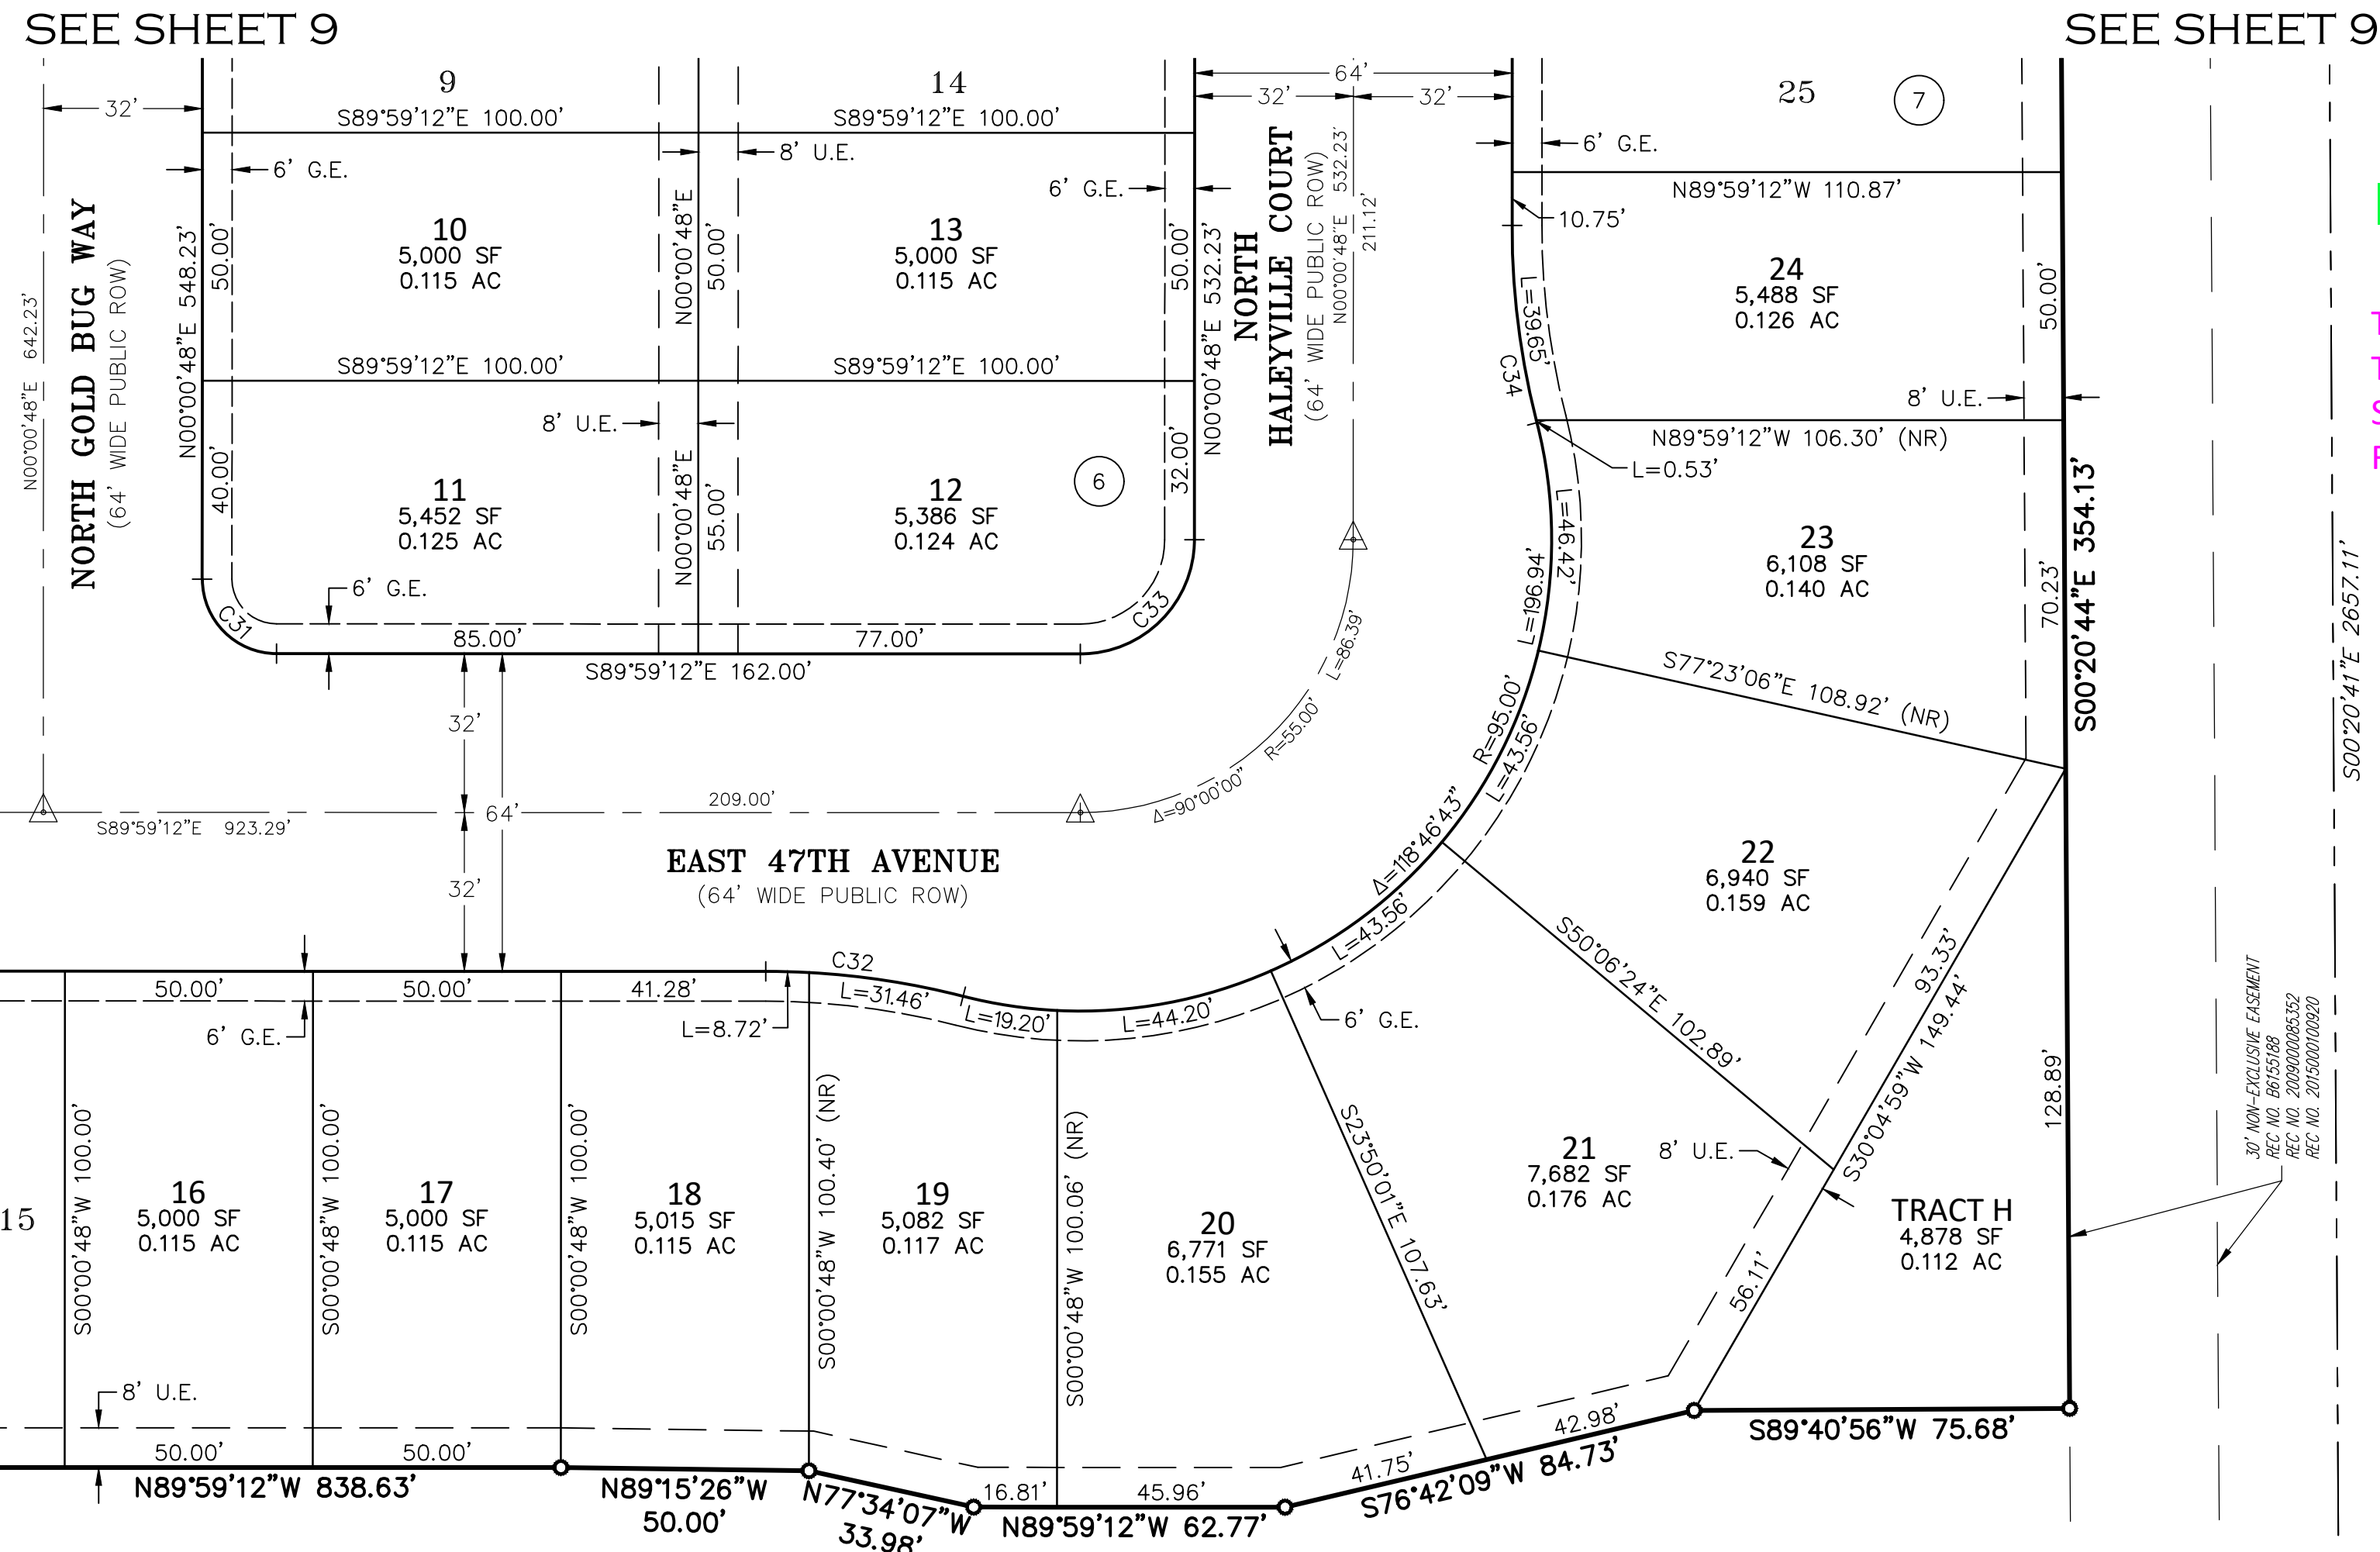 SEE SHEET 9
SEE SHEET 9
32'
9
S89°59'12"E 100.00'
14
S89°59'12"E 100.00'
64'
32'
32'
25
7
6' G.E.
8' U.E.
6' G.E.
6' G.E.
N89°59'12"W 110.87'
10.75'
NORTH GOLD BUG WAY
(64' WIDE PUBLIC ROW)
N00°00'48"E 642.23'
N00°00'48"E 548.23'
50.00'
10
5,000 SF
0.115 AC
N00°00'48"E
50.00'
13
5,000 SF
0.115 AC
50.00'
N00°00'48"E 532.23'
NORTH
HALEYVILLE COURT
(64' WIDE PUBLIC ROW)
N00°00'48"E 532.23'
211.12'
L=39.65'
C34
24
5,488 SF
0.126 AC
50.00'
8' U.E.
S89°59'12"E 100.00'
S89°59'12"E 100.00'
N89°59'12"W 106.30' (NR)
L=0.53'
8' U.E.
40.00'
11
5,452 SF
0.125 AC
N00°00'48"E
55.00'
12
5,386 SF
0.124 AC
6
32.00'
L=46.42'
L=196.94'
23
6,108 SF
0.140 AC
70.23'
S00°20'44"E 354.13'
S00°20'41"E 2657.11'
6' G.E.
C31
85.00'
77.00'
C33
S89°59'12"E 162.00'
S77°23'06"E 108.92' (NR)
L=86.39'
R=55.00'
Δ=90°00'00"
R=95.00'
L=43.56'
Δ=118°46'43"
L=43.56'
32'
64'
32'
209.00'
S89°59'12"E 923.29'
EAST 47TH AVENUE
(64' WIDE PUBLIC ROW)
22
6,940 SF
0.159 AC
S50°06'24"E 102.89'
93.33'
S30°04'59"W 149.44'
50.00'
50.00'
41.28'
C32
L=31.46'
L=19.20'
L=44.20'
6' G.E.
L=8.72'
6' G.E.
30' NON-EXCLUSIVE EASEMENT
REC NO. B6155188
REC NO. 2009000085352
REC NO. 2015000100920
128.89'
15
S00°00'48"W 100.00'
16
5,000 SF
0.115 AC
S00°00'48"W 100.00'
17
5,000 SF
0.115 AC
S00°00'48"W 100.00'
18
5,015 SF
0.115 AC
S00°00'48"W 100.40' (NR)
19
5,082 SF
0.117 AC
S00°00'48"W 100.06' (NR)
20
6,771 SF
0.155 AC
S23°50'01"E 107.63'
21
7,682 SF
0.176 AC
8' U.E.
56.11'
TRACT H
4,878 SF
0.112 AC
8' U.E.
50.00'
50.00'
N89°59'12"W 838.63'
N89°15'26"W
50.00'
N77°34'07"W
33.98'
16.81'
45.96'
N89°59'12"W 62.77'
41.75'
42.98'
S76°42'09"W 84.73'
S89°40'56"W 75.68'